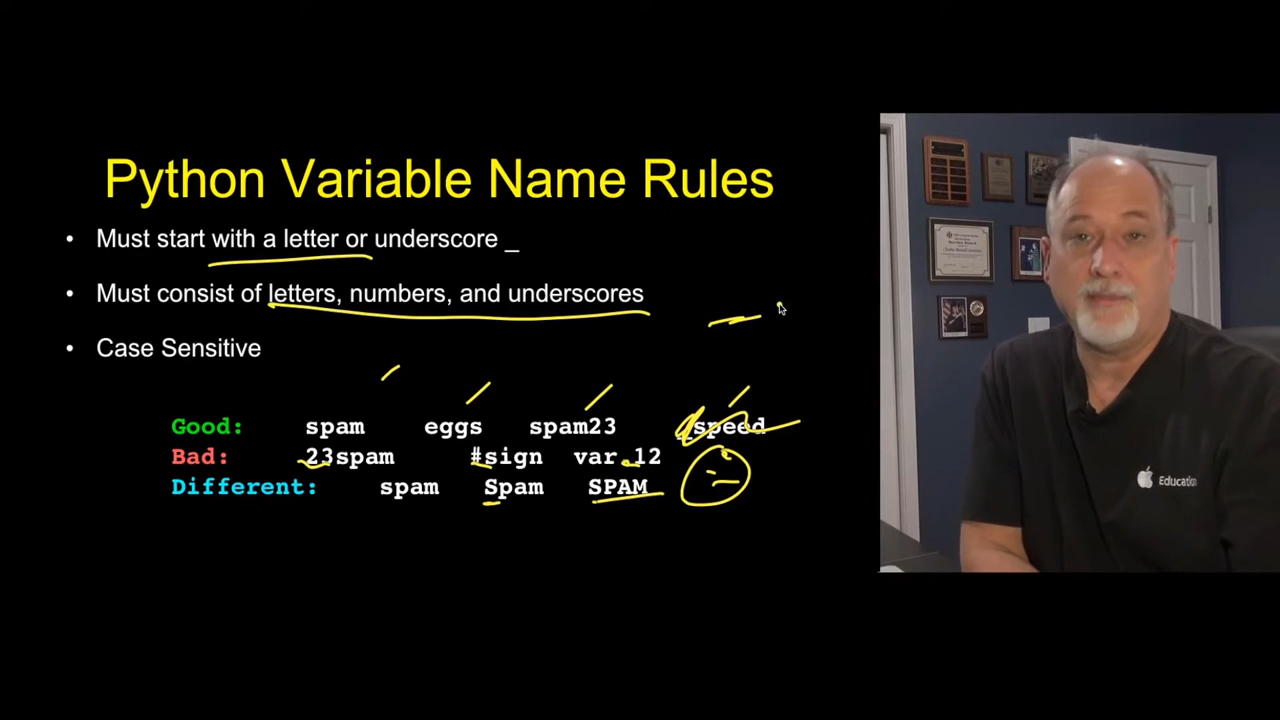 Python Variable Name Rules
• Must start with a letter or underscore _
• Must consist of letters, numbers, and underscores
• Case Sensitive
Good: spam eggs spam23 _speed
Bad: 23spam #sign var.12
Different: spam Spam SPAM
Education